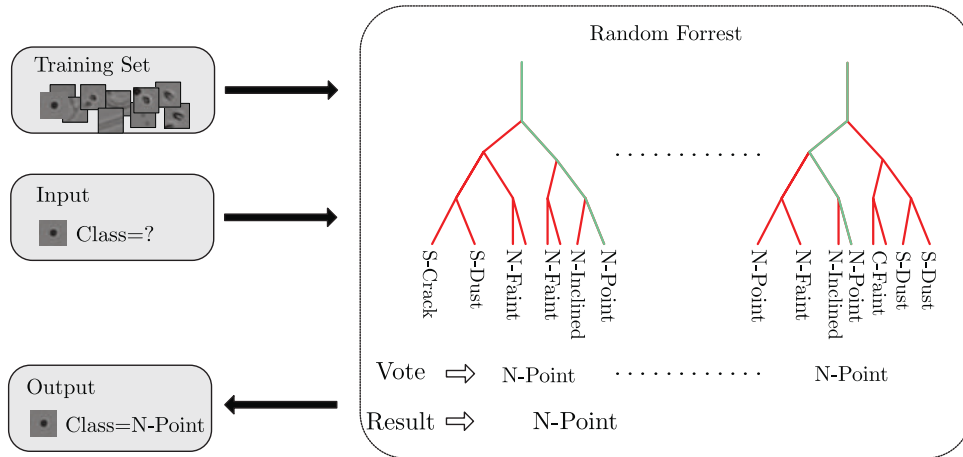 Random Forrest
Training Set
Input
Class=?
S-Crack
S-Dust
N-Faint
N-Faint
N-Inclined
N-Point
N-Point
N-Faint
N-Inclined
N-Point
C-Faint
S-Dust
S-Dust
Vote N-Point N-Point
Result N-Point
Output
Class=N-Point